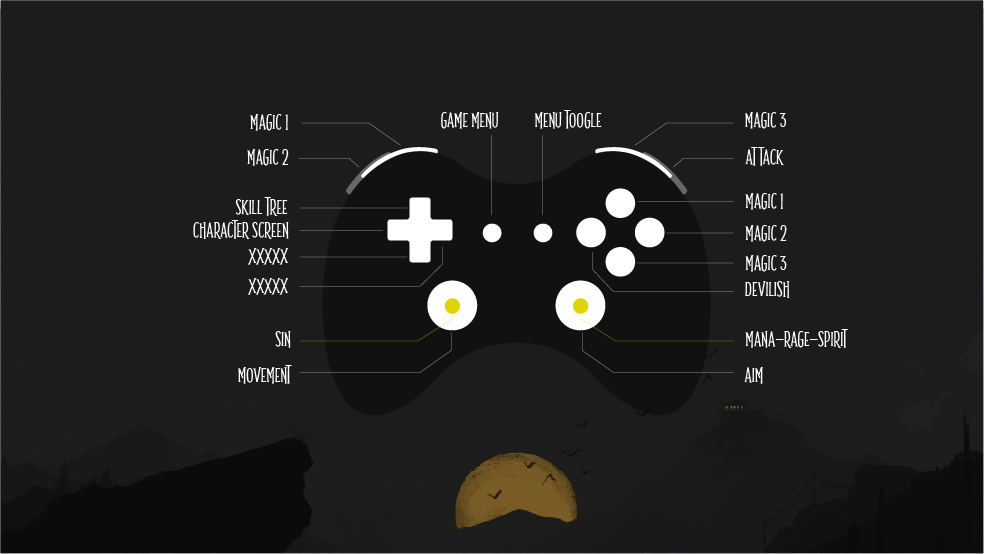 MAGIC 1
MAGIC 2
SKILL TREE
CHARACTER SCREEN
XXXXX
XXXXX
SIN
MOVEMENT
GAME MENU
MENU TOOGLE
MAGIC 3
ATTACK
MAGIC 1
MAGIC 2
MAGIC 3
DEVILISH
MANA-RAGE-SPIRIT
AIM